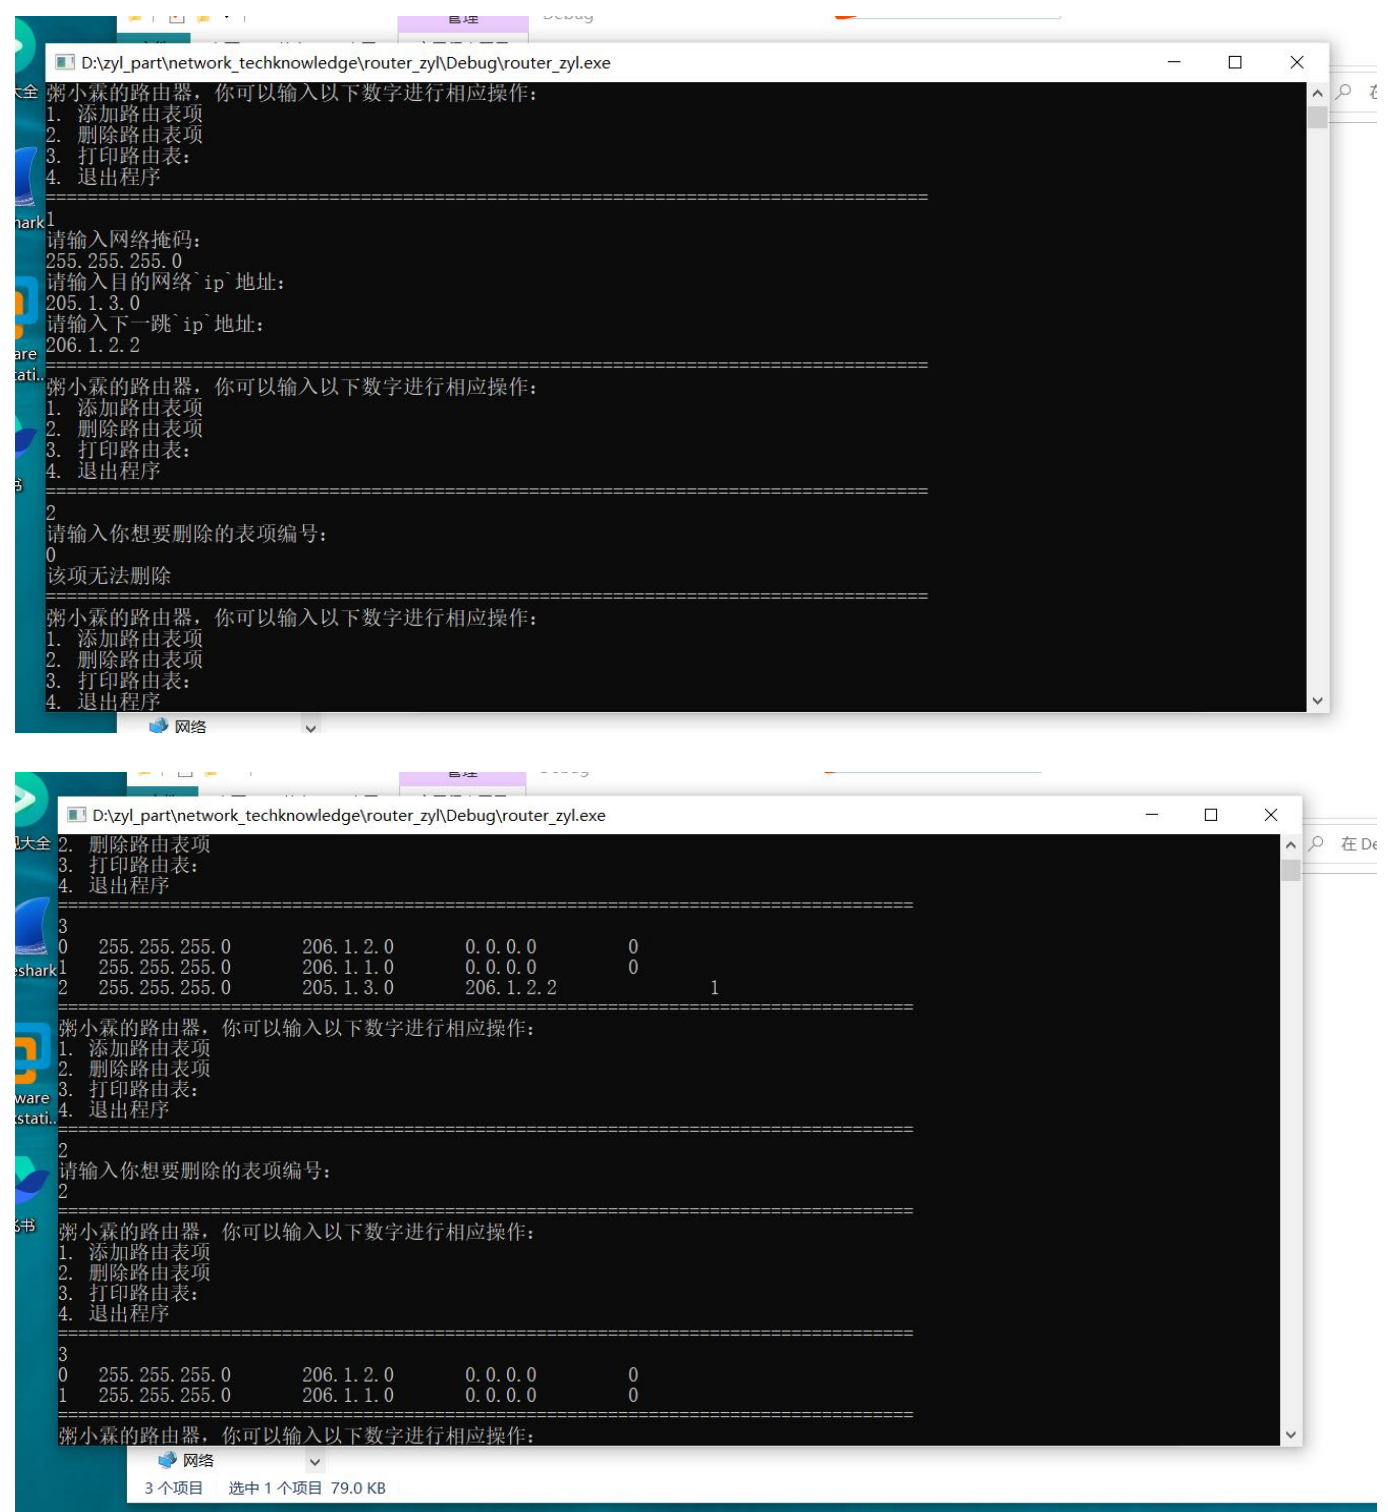 管理
D:\zyl_part\network_techknowledge\router_zyl\Debug\router_zyl.exe
粥小霖的路由器，你可以输入以下数字进行相应操作：
1. 添加路由表项
2. 删除路由表项
3. 打印路由表：
4. 退出程序
====================================================================================
1
请输入网络掩码：
255.255.255.0
请输入目的网络`ip`地址：
205.1.3.0
请输入下一跳`ip`地址：
206.1.2.2
====================================================================================
粥小霖的路由器，你可以输入以下数字进行相应操作：
1. 添加路由表项
2. 删除路由表项
3. 打印路由表：
4. 退出程序
====================================================================================
2
请输入你想要删除的表项编号：
0
该项无法删除
====================================================================================
粥小霖的路由器，你可以输入以下数字进行相应操作：
1. 添加路由表项
2. 删除路由表项
3. 打印路由表：
4. 退出程序
网络
D:\zyl_part\network_techknowledge\router_zyl\Debug\router_zyl.exe
2. 删除路由表项
3. 打印路由表：
4. 退出程序
====================================================================================
3
0 255.255.255.0 206.1.2.0 0.0.0.0 0
1 255.255.255.0 206.1.1.0 0.0.0.0 0
2 255.255.255.0 205.1.3.0 206.1.2.2 1
====================================================================================
粥小霖的路由器，你可以输入以下数字进行相应操作：
1. 添加路由表项
2. 删除路由表项
3. 打印路由表：
4. 退出程序
====================================================================================
2
请输入你想要删除的表项编号：
2
====================================================================================
粥小霖的路由器，你可以输入以下数字进行相应操作：
1. 添加路由表项
2. 删除路由表项
3. 打印路由表：
4. 退出程序
====================================================================================
3
0 255.255.255.0 206.1.2.0 0.0.0.0 0
1 255.255.255.0 206.1.1.0 0.0.0.0 0
====================================================================================
粥小霖的路由器，你可以输入以下数字进行相应操作：
网络
3 个项目 选中 1 个项目 79.0 KB